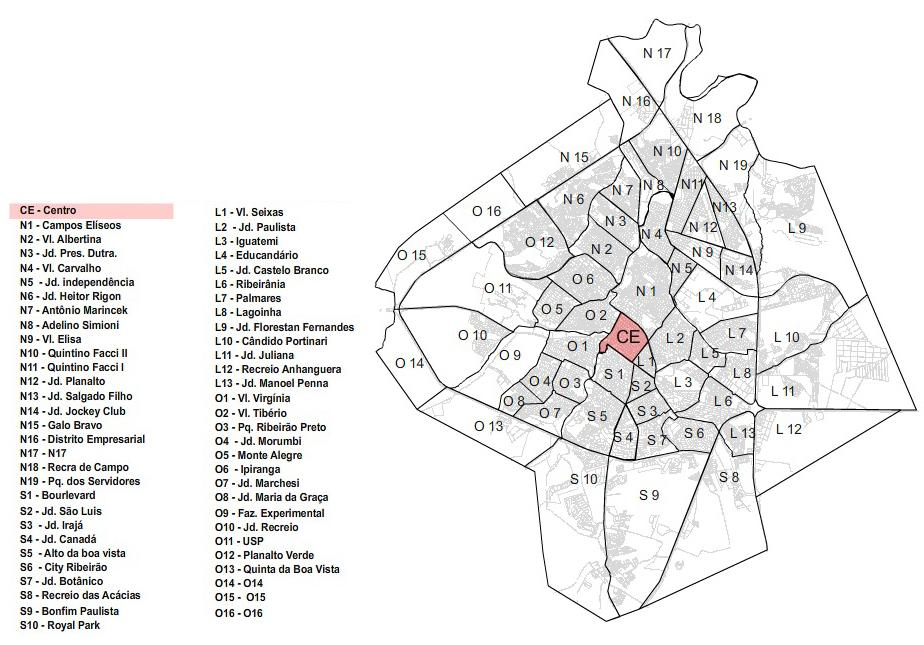 CE - Centro
N1 - Campos Elíseos
N2 - Vl. Albertina
N3 - Jd. Pres. Dutra.
N4 - Vl. Carvalho
N5 - Jd. independência
N6 - Jd. Heitor Rigon
N7 - Antônio Marincek
N8 - Adelino Simioni
N9 - Vl. Elisa
N10 - Quintino Facci II
N11 - Quintino Facci I
N12 - Jd. Planalto
N13 - Jd. Salgado Filho
N14 - Jd. Jockey Club
N15 - Galo Bravo
N16 - Distrito Empresarial
N17 - N17
N18 - Recra de Campo
N19 - Pq. dos Servidores
S1 - Bourlevard
S2 - Jd. São Luis
S3 - Jd. Irajá
S4 - Jd. Canadá
S5 - Alto da boa vista
S6 - City Ribeirão
S7 - Jd. Botânico
S8 - Recreio das Acácias
S9 - Bonfim Paulista
S10 - Royal Park
L1 - Vl. Seixas
L2 - Jd. Paulista
L3 - Iguatemi
L4 - Educandário
L5 - Jd. Castelo Branco
L6 - Ribeirânia
L7 - Palmares
L8 - Lagoinha
L9 - Jd. Florestan Fernandes
L10 - Cândido Portinari
L11 - Jd. Juliana
L12 - Recreio Anhanguera
L13 - Jd. Manoel Penna
O1 - Vl. Virgínia
O2 - Vl. Tibério
O3 - Pq. Ribeirão Preto
O4 - Jd. Morumbi
O5 - Monte Alegre
O6 - Ipiranga
O7 - Jd. Marchesi
O8 - Jd. Maria da Graça
O9 - Faz. Experimental
O10 - Jd. Recreio
O11 - USP
O12 - Planalto Verde
O13 - Quinta da Boa Vista
O14 - O14
O15 - O15
O16 - O16
N 17
N 16
N 18
N 15
N 10
N 19
N 7
N 8
N 11
N 6
N 13
O 16
N 3
N 12
L 9
N 4
O 12
N 2
N 9
O 15
N 5
N 14
O 6
O 11
N 1
L 4
O 5
O 2
O 10
CE
L 2
L 7
L 10
O 1
O 9
L 5
O 14
L 1
S 1
L 8
O 4
O 3
S 2
L 3
L 11
O 8
L 6
O 7
S 5
S 3
O 13
L 12
S 4
S 7
S 6
L 13
S 10
S 8
S 9